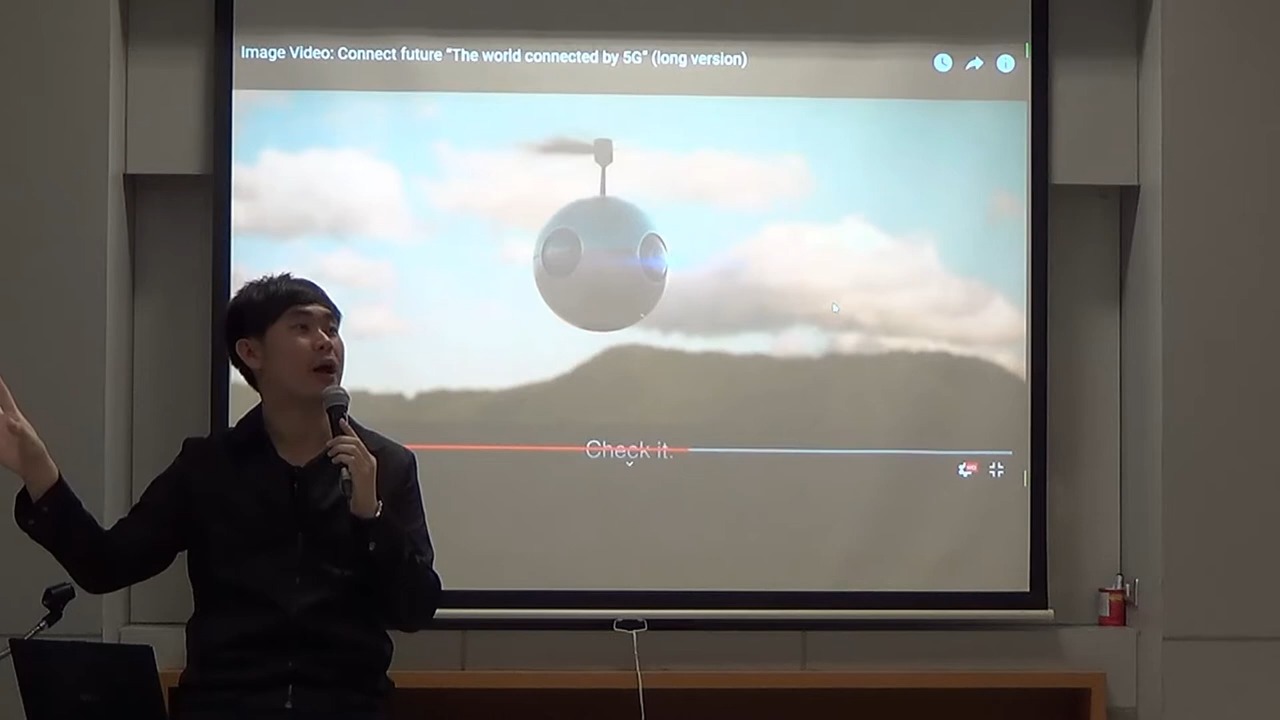 Image Video: Connect future "The world connected by 5G" (long version)
Check it.